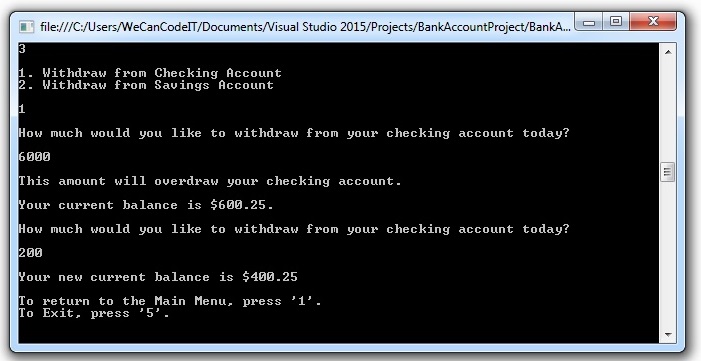 file:///C:/Users/WeCanCodeIT/Documents/Visual Studio 2015/Projects/BankAccountProject/BankA...
3
1. Withdraw from Checking Account
2. Withdraw from Savings Account
1
How much would you like to withdraw from your checking account today?
6000
This amount will overdraw your checking account.
Your current balance is $600.25.
How much would you like to withdraw from your checking account today?
200
Your new current balance is $400.25
To return to the Main Menu, press '1'.
To Exit, press '5'.